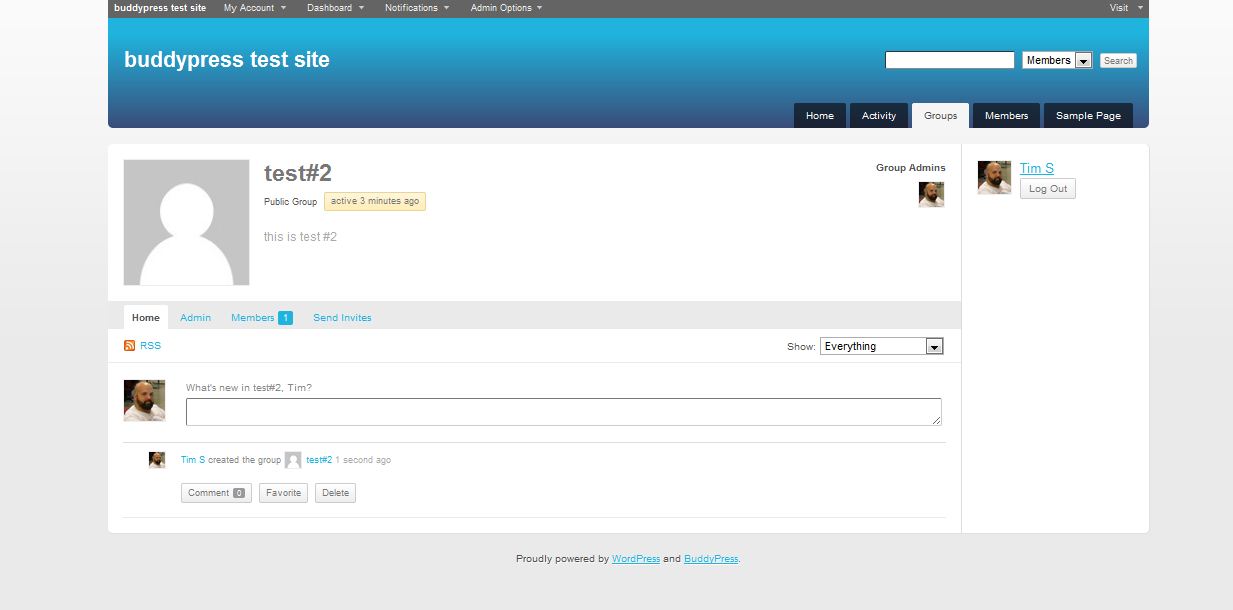 buddypress test site My Account Dashboard Notifications Admin Options Visit
buddypress test site
Members Search
Home Activity Groups Members Sample Page
test#2
Public Group active 3 minutes ago
this is test #2
Group Admins
Tim S
Log Out
Home Admin Members 1 Send Invites
RSS Show: Everything
What's new in test#2, Tim?
Tim S created the group test#2 1 second ago
Comment 0 Favorite Delete
Proudly powered by WordPress and BuddyPress.